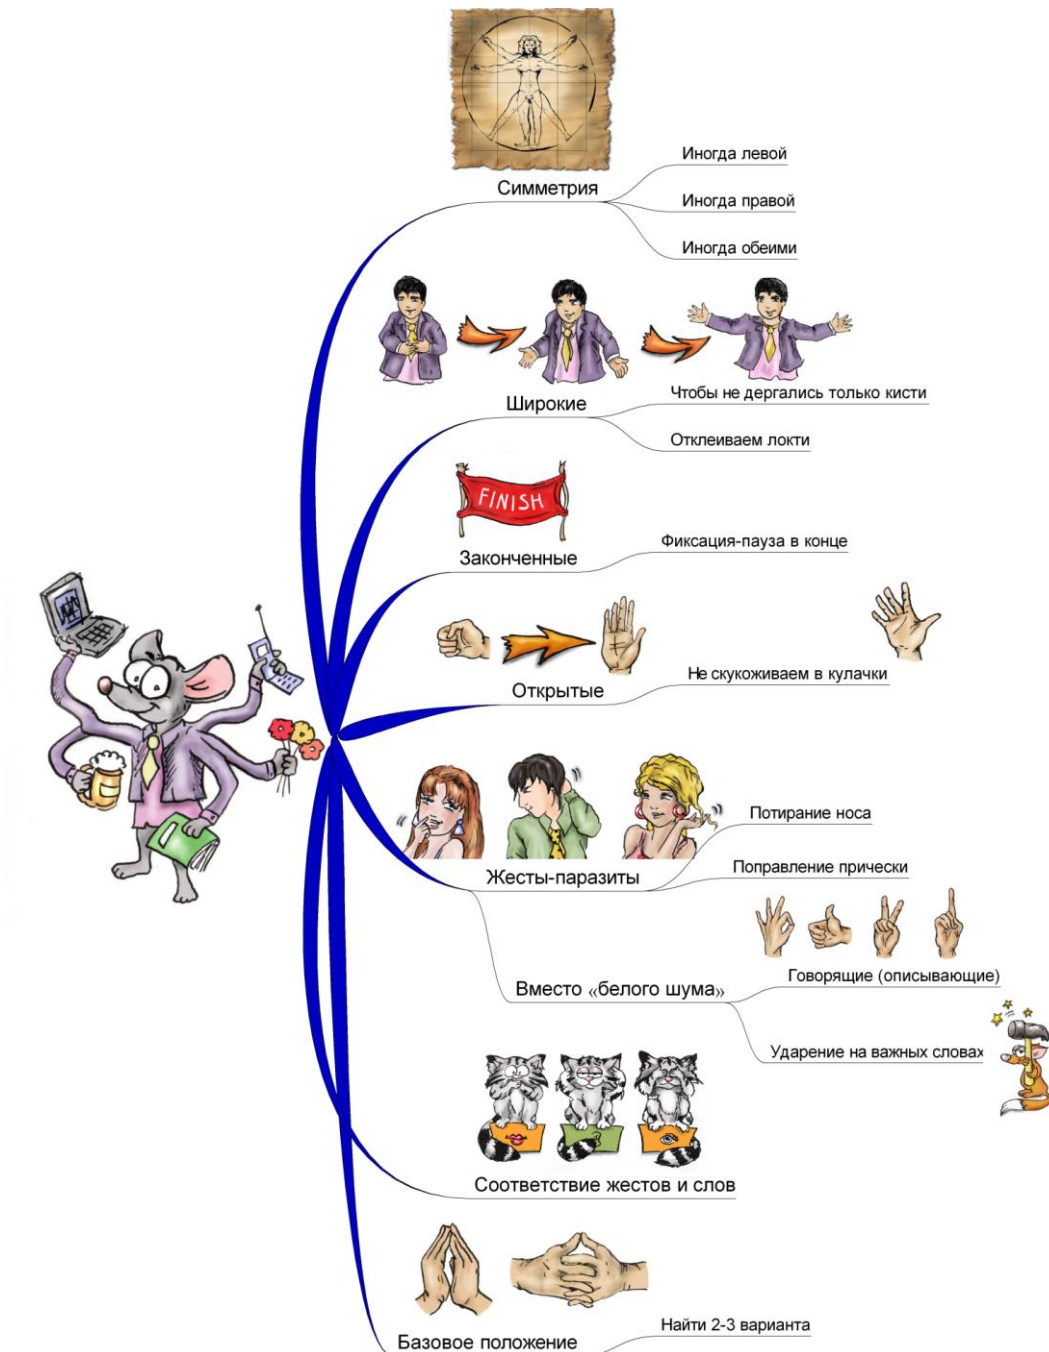 Симметрия
Иногда левой
Иногда правой
Иногда обеими
Широкие
Чтобы не дергались только кисти
Отклеиваем локти
FINISH
Законченные
Фиксация-пауза в конце
Открытые
Не скукоживаем в кулачки
Жесты-паразиты
Потирание носа
Поправление прически
Вместо «белого шума»
Говорящие (описывающие)
Ударение на важных словах
Соответствие жестов и слов
Базовое положение
Найти 2-3 варианта